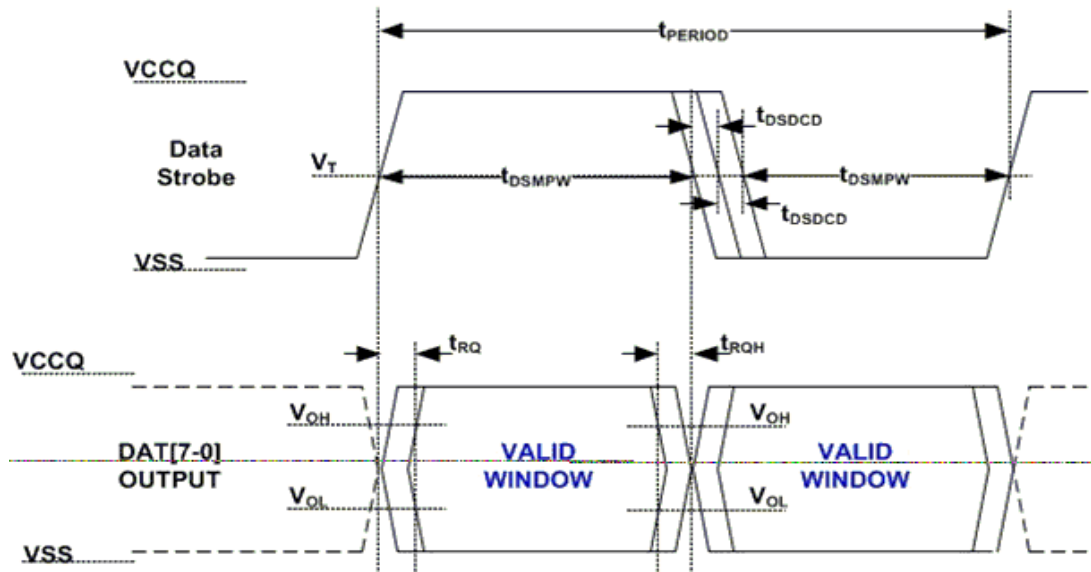 tPERIOD
VCCQ
tDSDCD
Data
Strobe
VT
tDSMPW
tDSMPW
tDSDCD
VSS
tRQ
tRQH
VCCQ
VOH
VOH
DAT[7-0]
OUTPUT
VALID
WINDOW
VALID
WINDOW
VOL
VOL
VSS